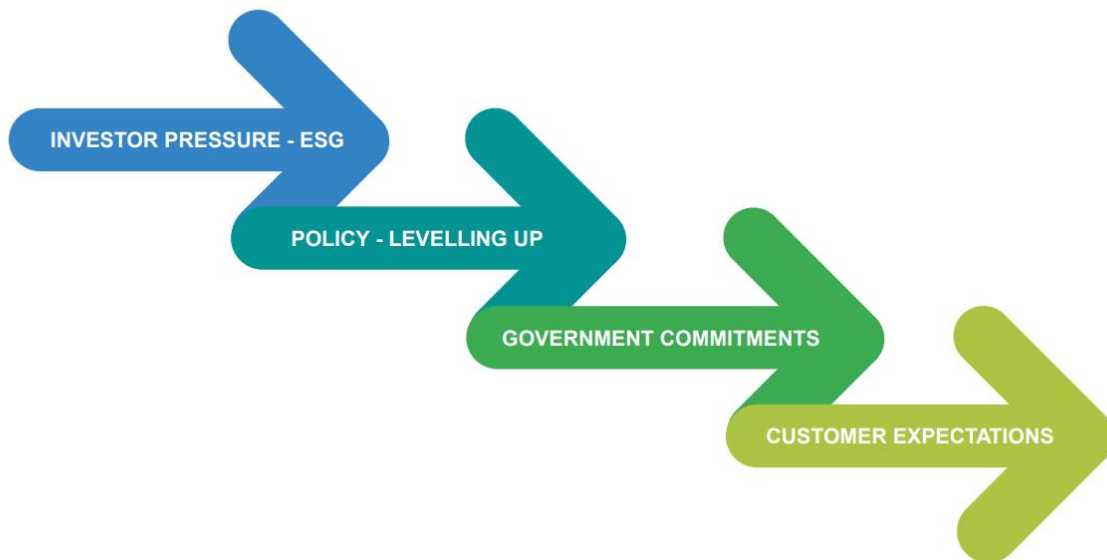 INVESTOR PRESSURE - ESG
POLICY - LEVELLING UP
GOVERNMENT COMMITMENTS
CUSTOMER EXPECTATIONS